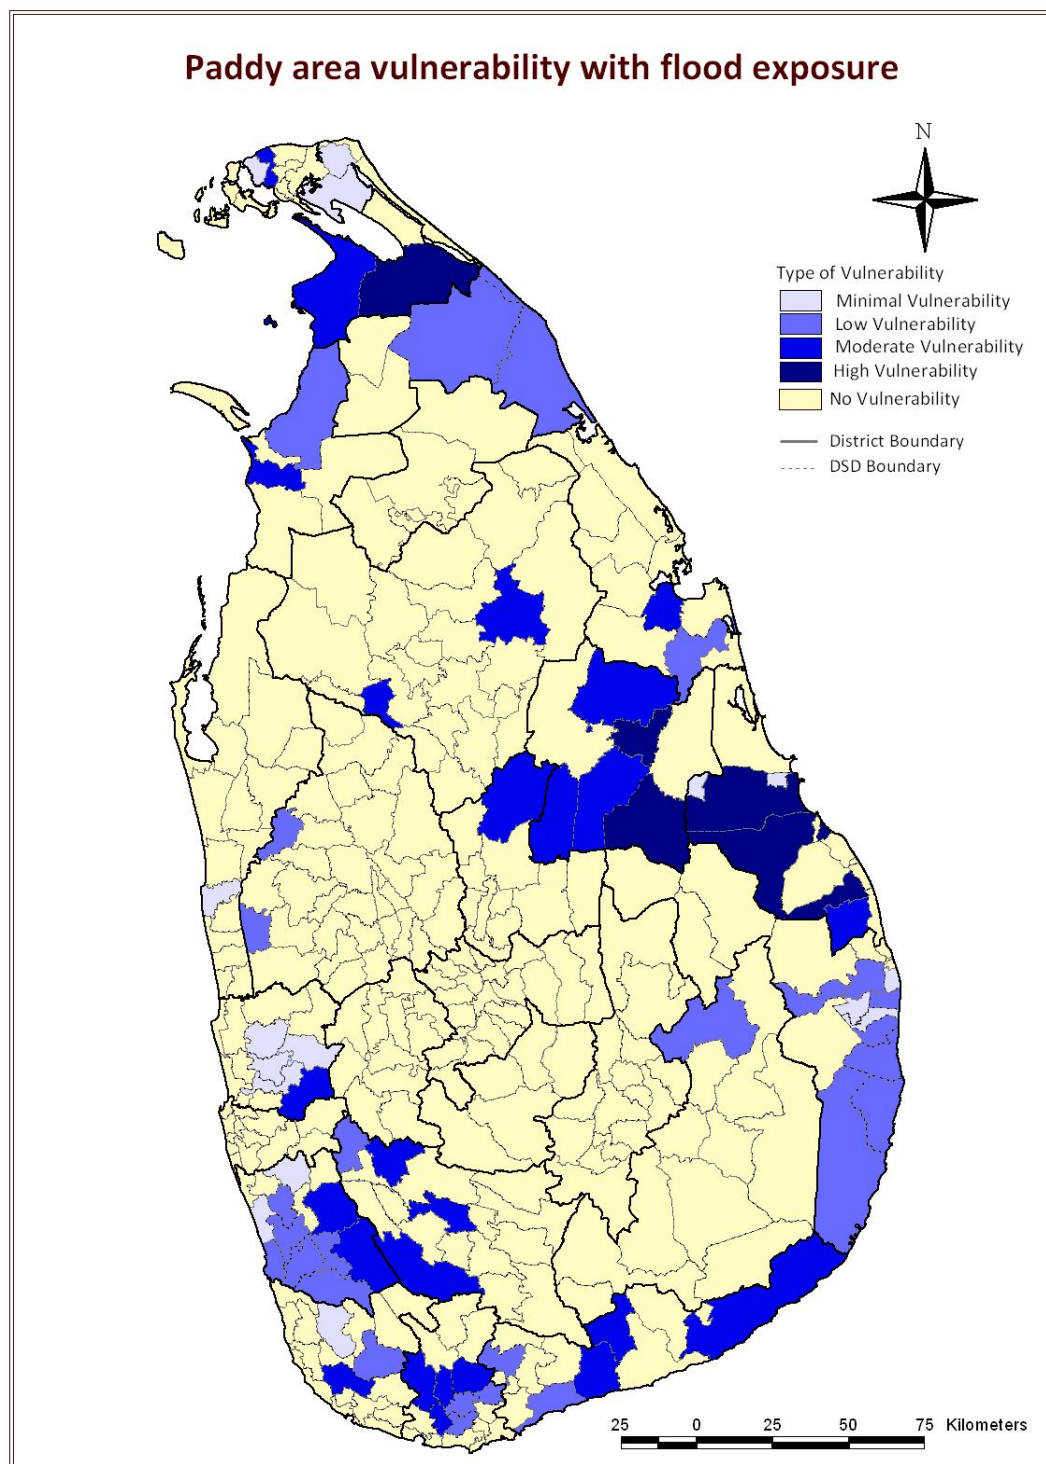 Paddy area vulnerability with flood exposure
N
Type of Vulnerability
Minimal Vulnerability
Low Vulnerability
Moderate Vulnerability
High Vulnerability
No Vulnerability
District Boundary
DSD Boundary
25 0 25 50 75 Kilometers